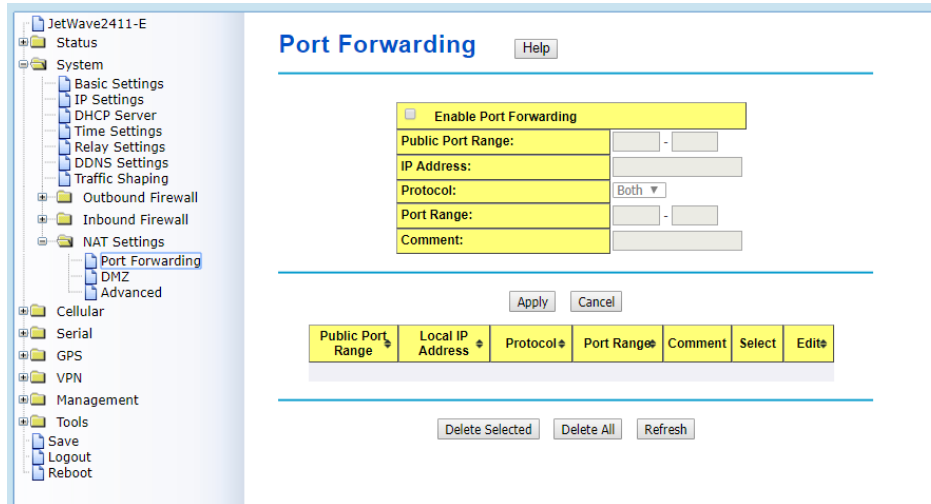 JetWave2411-E
Status
System
Basic Settings
IP Settings
DHCP Server
Time Settings
Relay Settings
DDNS Settings
Traffic Shaping
Outbound Firewall
Inbound Firewall
NAT Settings
Port Forwarding
DMZ
Advanced
Cellular
Serial
GPS
VPN
Management
Tools
Save
Logout
Reboot
Port Forwarding Help
Enable Port Forwarding
Public Port Range: -
IP Address:
Protocol: Both
Port Range: -
Comment:
Apply Cancel
Public Port Range Local IP Address Protocol Port Range Comment Select Edit
Delete Selected Delete All Refresh